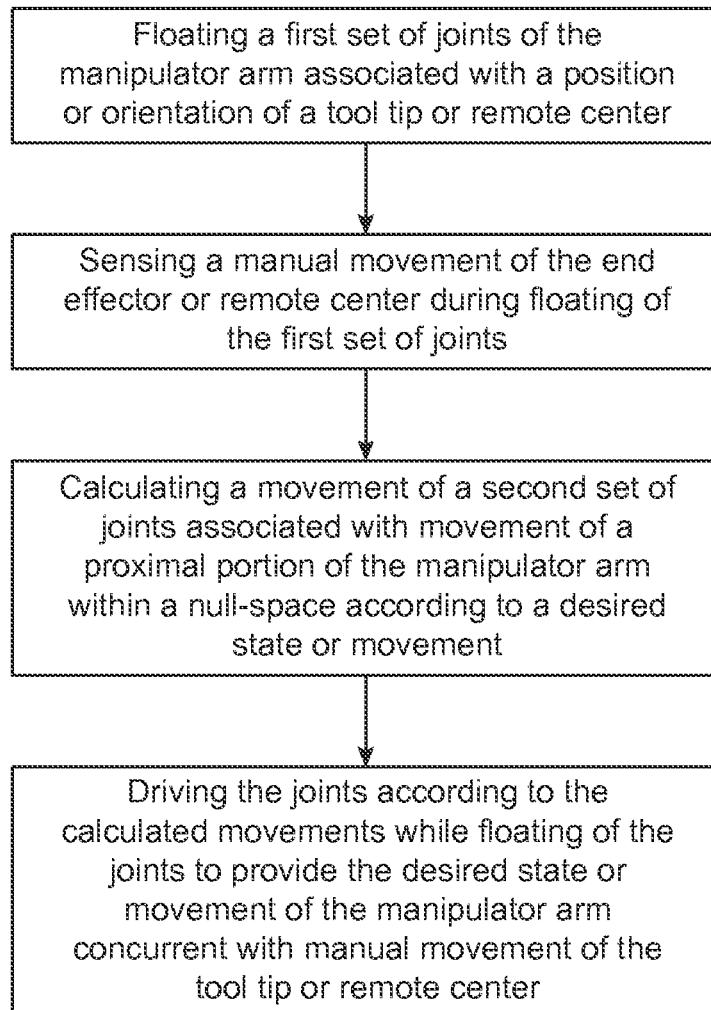 Floating a first set of joints of the
manipulator arm associated with a position
or orientation of a tool tip or remote center
Sensing a manual movement of the end
effector or remote center during floating of
the first set of joints
Calculating a movement of a second set of
joints associated with movement of a
proximal portion of the manipulator arm
within a null-space according to a desired
state or movement
Driving the joints according to the
calculated movements while floating of the
joints to provide the desired state or
movement of the manipulator arm
concurrent with manual movement of the
tool tip or remote center